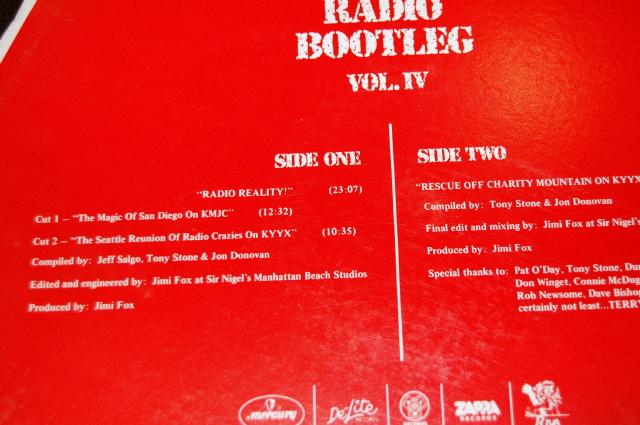 RADIO
BOOTLEG
VOL. IV
SIDE ONE
"RADIO REALITY!" (23:07)
Cut 1 – "The Magic Of San Diego On KMJC" (12:32)
Cut 2 – "The Seattle Reunion Of Radio Crazies On KYYX" (10:35)
Compiled by: Jeff Salgo, Tony Stone & Jon Donovan
Edited and engineered by: Jimi Fox at Sir Nigel's Manhattan Beach Studios
Produced by: Jimi Fox
SIDE TWO
"RESCUE OFF CHARITY MOUNTAIN ON KYYX
Compiled by: Tony Stone & Jon Donovan
Final edit and mixing by: Jimi Fox at Sir Nigel's
Produced by: Jimi Fox
Special thanks to: Pat O'Day, Tony Stone,
Don Winget, Connie McDug
Rob Newsome, Dave Bishop
certainly not least...TERRY
mercury
De-Lite
ZAPPA
RECORDS